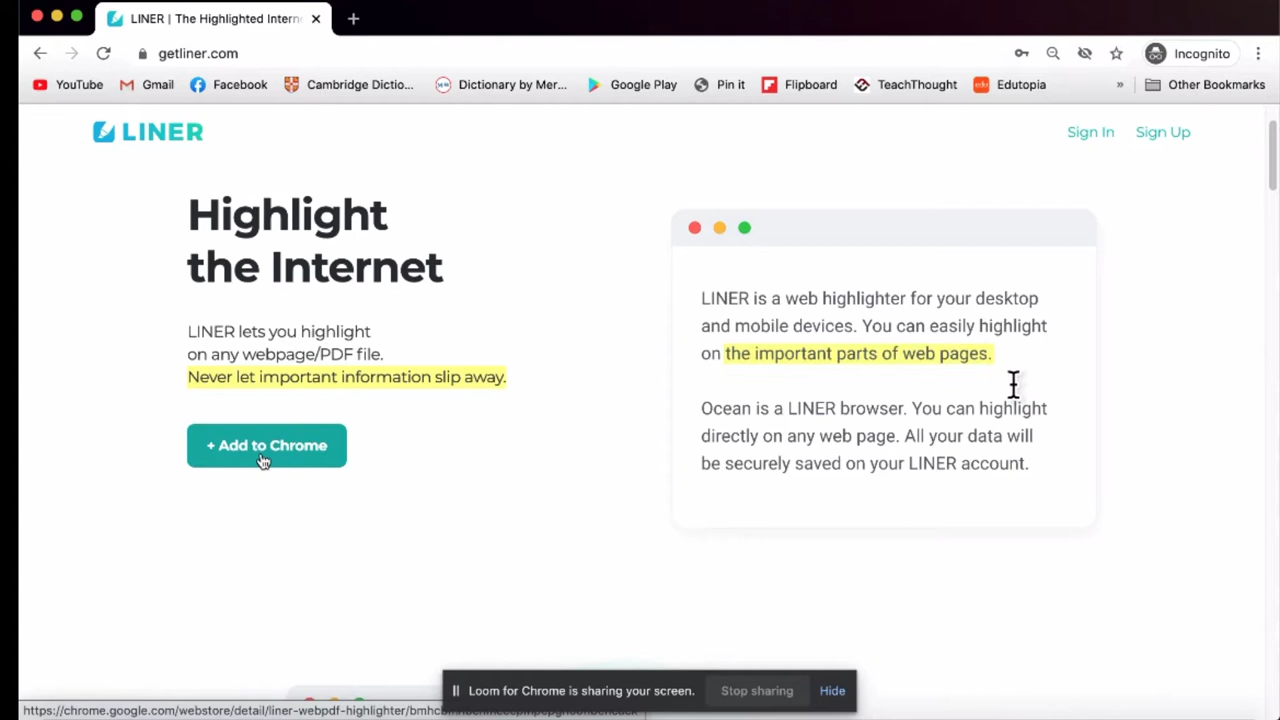 LINER | The Highlighted Intern
getliner.com
Incognito
YouTube Gmail Facebook Cambridge Dictio... Dictionary by Mer... Google Play Pin it Flipboard TeachThought Edutopia » Other Bookmarks
LINER Sign In Sign Up
Highlight
the Internet
LINER lets you highlight
on any webpage/PDF file.
Never let important information slip away.
+ Add to Chrome
LINER is a web highlighter for your desktop
and mobile devices. You can easily highlight
on the important parts of web pages.
Ocean is a LINER browser. You can highlight
directly on any web page. All your data will
be securely saved on your LINER account.
Loom for Chrome is sharing your screen. Stop sharing Hide
https://chrome.google.com/webstore/detail/liner-webpdf-highlighter/